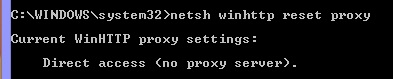 C:\WINDOWS\system32>netsh winhttp reset proxy
Current WinHTTP proxy settings:
Direct access (no proxy server).